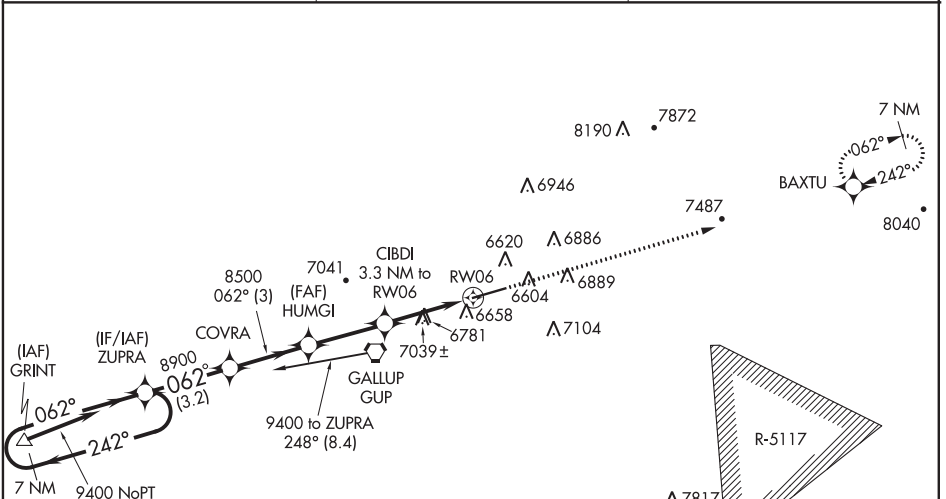 7 NM
8190
7872
062°
242°
BAXTU
6946
7487
8040
6620
6886
CIBDI
3.3 NM to
RW06
RW06
8500
062° (3)
7041
(FAF)
HUMGI
6604
6889
6658
6781
7104
7039±
COVRA
(IF/IAF)
ZUPRA
8900
062°
(3.2)
(IAF)
GRINT
062°
242°
GALLUP
GUP
9400 to ZUPRA
248° (8.4)
7 NM
9400 NoPT
R-5117
7817